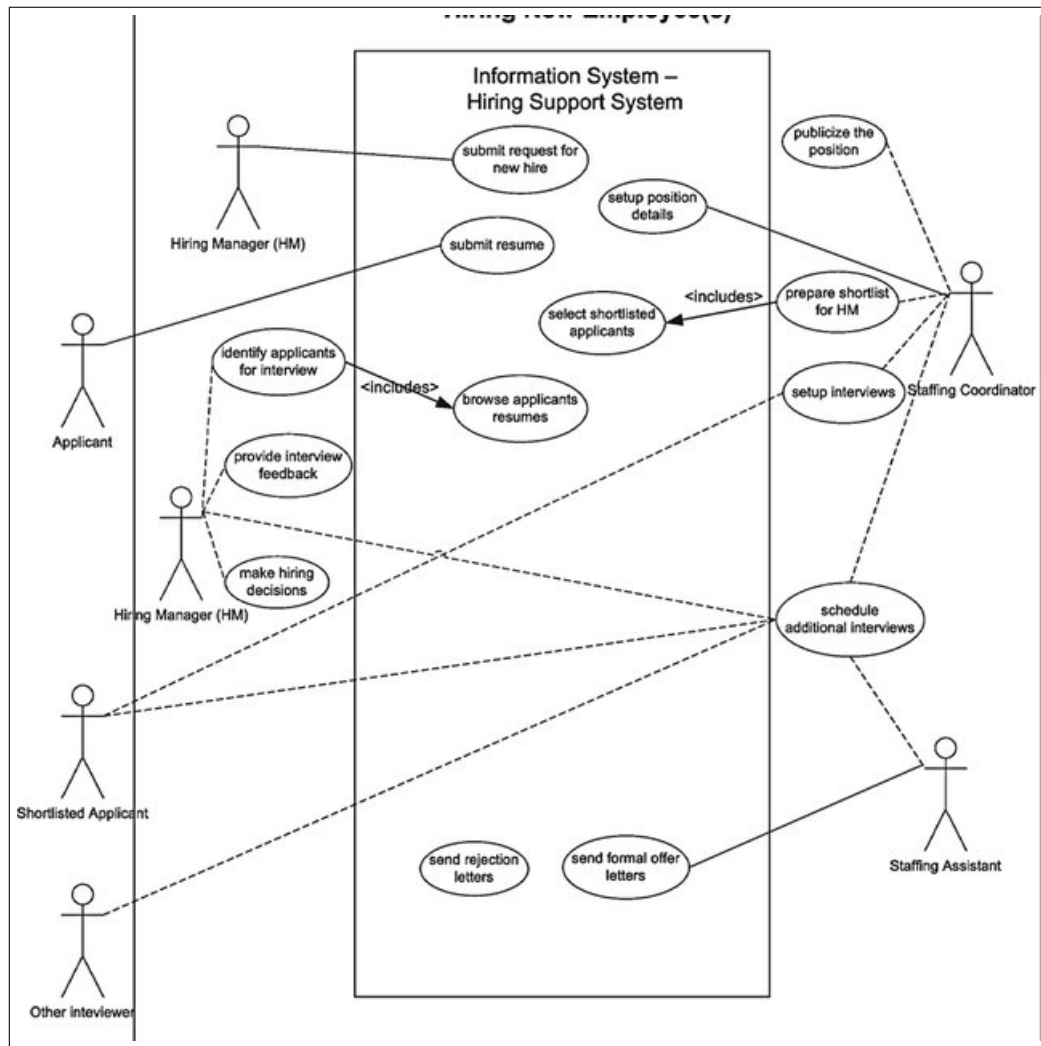 Hiring New Employee(s)
Information System –
Hiring Support System
publicize the
position
submit request for
new hire
setup position
details
Hiring Manager (HM)
submit resume
<includes>
prepare shortlist
for HM
select shortlisted
applicants
identify applicants
for interview
<includes>
browse applicants
resumes
setup interviews
Staffing Coordinator
Applicant
provide interview
feedback
make hiring
decisions
Hiring Manager (HM)
schedule
additional interviews
Shortlisted Applicant
send rejection
letters
send formal offer
letters
Staffing Assistant
Other inteviewer